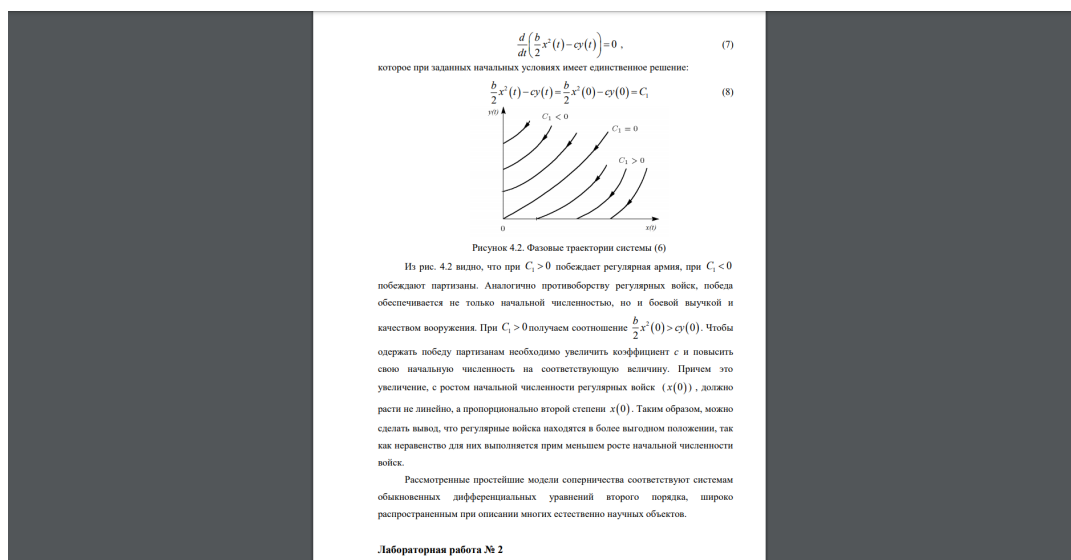 d/dt (b/2 x²(t) − cy(t)) = 0 , (7)
которое при заданных начальных условиях имеет единственное решение:
b/2 x²(t) − cy(t) = b/2 x²(0) − cy(0) = C₁ (8)
y(t)
C₁ < 0
C₁ = 0
C₁ > 0
0
x(t)
Рисунок 4.2. Фазовые траектории системы (6)
Из рис. 4.2 видно, что при C₁ > 0 побеждает регулярная армия, при C₁ < 0
побеждают партизаны. Аналогично противоборству регулярных войск, победа
обеспечивается не только начальной численностью, но и боевой выучкой и
качеством вооружения. При C₁ > 0 получаем соотношение b/2 x²(0) > cy(0). Чтобы
одержать победу партизанам необходимо увеличить коэффициент c и повысить
свою начальную численность на соответствующую величину. Причем это
увеличение, с ростом начальной численности регулярных войск (x(0)), должно
расти не линейно, а пропорционально второй степени x(0). Таким образом, можно
сделать вывод, что регулярные войска находятся в более выгодном положении, так
как неравенство для них выполняется прим меньшем росте начальной численности
войск.
Рассмотренные простейшие модели соперничества соответствуют системам
обыкновенных дифференциальных уравнений второго порядка, широко
распространенным при описании многих естественно научных объектов.
Лабораторная работа № 2